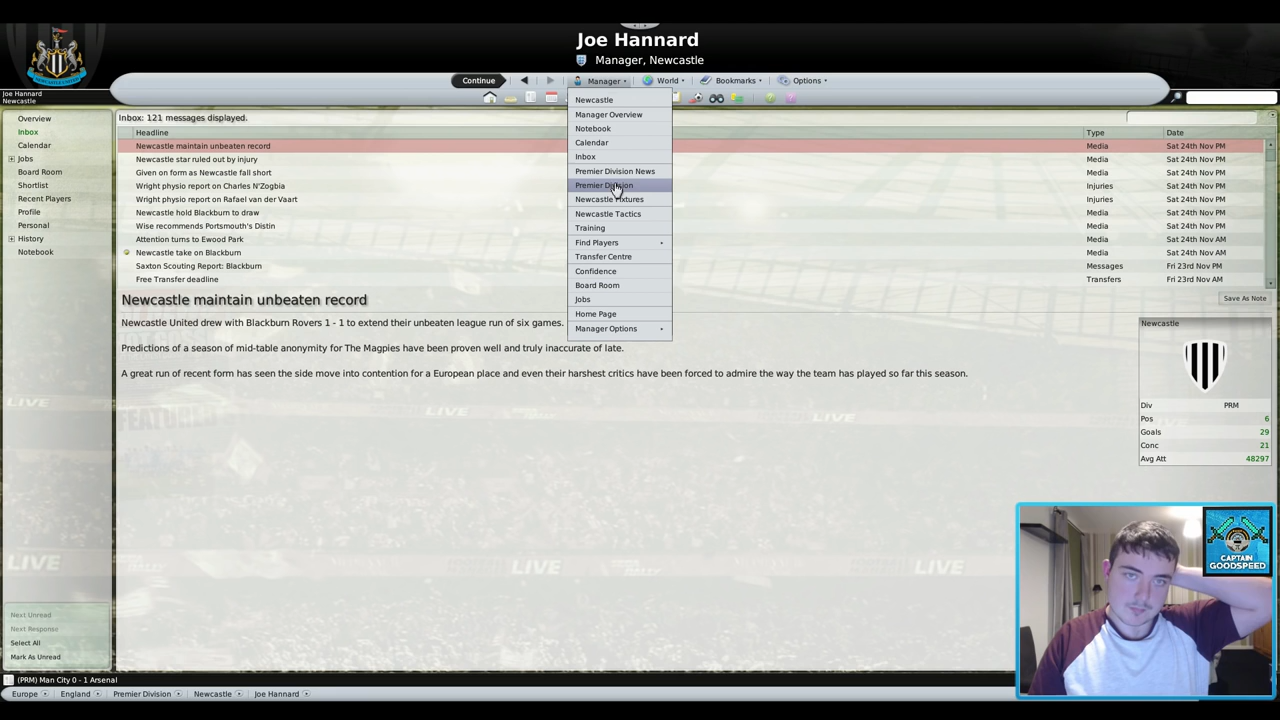 Joe Hannard
Manager, Newcastle
Continue
Manager
World
Bookmarks
Options
Joe Hannard
Newcastle
Overview
Inbox
Calendar
Jobs
Board Room
Shortlist
Recent Players
Profile
Personal
History
Notebook
Inbox: 121 messages displayed.
Headline Type Date
Newcastle maintain unbeaten record Media Sat 24th Nov PM
Newcastle star ruled out by injury Media Sat 24th Nov PM
Given on form as Newcastle fall short Media Sat 24th Nov PM
Wright physio report on Charles N'Zogbia Injuries Sat 24th Nov PM
Wright physio report on Rafael van der Vaart Injuries Sat 24th Nov PM
Newcastle hold Blackburn to draw Media Sat 24th Nov PM
Wise recommends Portsmouth's Distin Media Sat 24th Nov PM
Attention turns to Ewood Park Media Sat 24th Nov AM
Newcastle take on Blackburn Media Sat 24th Nov AM
Saxton Scouting Report: Blackburn Messages Fri 23rd Nov PM
Free Transfer deadline Transfers Fri 23rd Nov AM
Newcastle
Manager Overview
Notebook
Calendar
Inbox
Premier Division News
Premier Division
Newcastle Fixtures
Newcastle Tactics
Training
Find Players
Transfer Centre
Confidence
Board Room
Jobs
Home Page
Manager Options
Newcastle maintain unbeaten record
Save As Note
Newcastle United drew with Blackburn Rovers 1 - 1 to extend their unbeaten league run of six games.
Predictions of a season of mid-table anonymity for The Magpies have been proven well and truly inaccurate of late.
A great run of recent form has seen the side move into contention for a European place and even their harshest critics have been forced to admire the way the team has played so far this season.
Newcastle
Div PRM
Pos 6
Goals 29
Conc 21
Avg Att 48297
LIVE
LIVE
LIVE
LIVE
LIVE
Next Unread
Next Response
Select All
Mark As Unread
CAPTAIN
GOODSPEED
(PRM) Man City 0 - 1 Arsenal
Europe
England
Premier Division
Newcastle
Joe Hannard